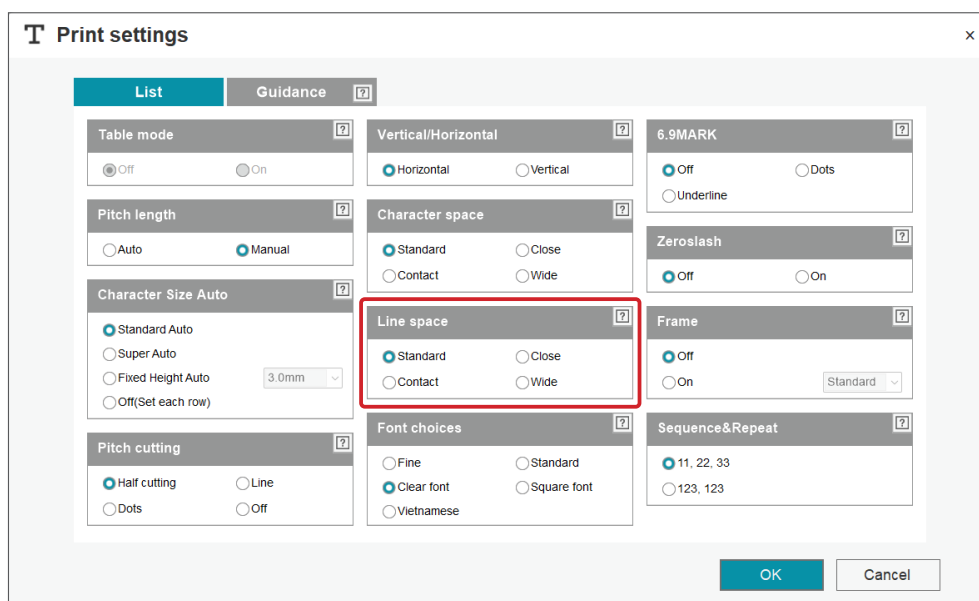 T Print settings ×
List Guidance ?
Table mode ?
Off On
Pitch length ?
Auto Manual
Character Size Auto ?
Standard Auto
Super Auto
Fixed Height Auto 3.0mm
Off(Set each row)
Pitch cutting ?
Half cutting Line
Dots Off
Vertical/Horizontal ?
Horizontal Vertical
Character space ?
Standard Close
Contact Wide
Line space ?
Standard Close
Contact Wide
Font choices ?
Fine Standard
Clear font Square font
Vietnamese
6.9MARK ?
Off Dots
Underline
Zeroslash ?
Off On
Frame ?
Off
On Standard
Sequence&Repeat ?
11, 22, 33
123, 123
OK Cancel